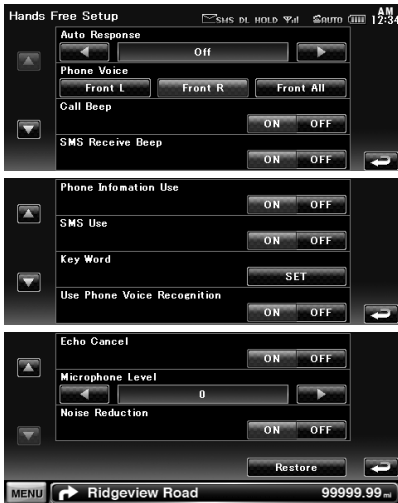 Hands Free Setup SMS DL HOLD AUTO AM 12:34
Auto Response
Off
Phone Voice
Front L Front R Front All
Call Beep
ON OFF
SMS Receive Beep
ON OFF
Phone Infomation Use
ON OFF
SMS Use
ON OFF
Key Word
SET
Use Phone Voice Recognition
ON OFF
Echo Cancel
ON OFF
Microphone Level
0
Noise Reduction
ON OFF
Restore
MENU Ridgeview Road 99999.99 mi